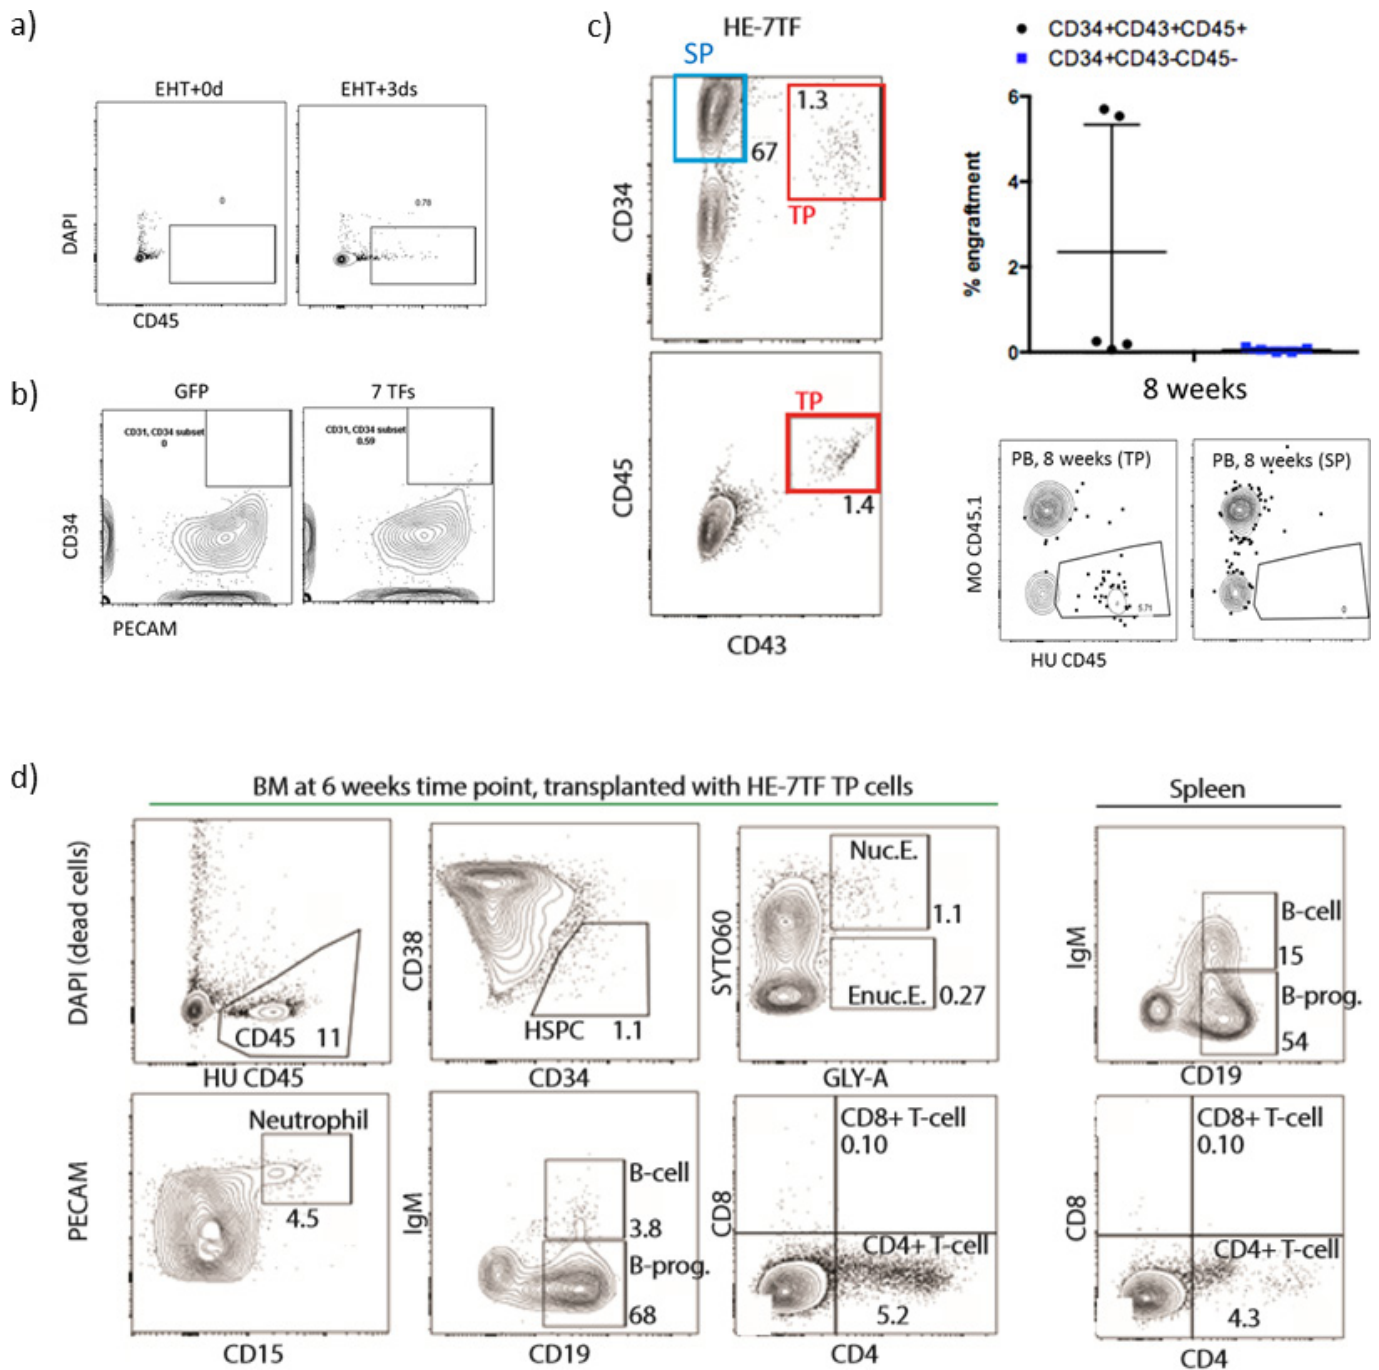 a)
EHT+0d
EHT+3ds
0
0.78
DAPI
CD45
b)
GFP
7 TFs
CD31, CD34 subset
0
CD31, CD34 subset
0.59
CD34
PECAM
c)
HE-7TF
SP
1.3
67
TP
CD34
TP
1.4
CD45
CD43
CD34+CD43+CD45+
CD34+CD43-CD45-
6
4
2
0
% engraftment
8 weeks
PB, 8 weeks (TP)
PB, 8 weeks (SP)
5.71
0
MO CD45.1
HU CD45
d)
BM at 6 weeks time point, transplanted with HE-7TF TP cells
Spleen
DAPI (dead cells)
CD45 11
HU CD45
CD38
HSPC 1.1
CD34
SYTO60
Nuc.E.
1.1
Enuc.E.
0.27
GLY-A
IgM
B-cell
15
B-prog.
54
CD19
PECAM
Neutrophil
4.5
CD15
IgM
B-cell
3.8
B-prog.
68
CD19
CD8
CD8+ T-cell
0.10
CD4+ T-cell
5.2
CD4
CD8
CD8+ T-cell
0.10
CD4+ T-cell
4.3
CD4